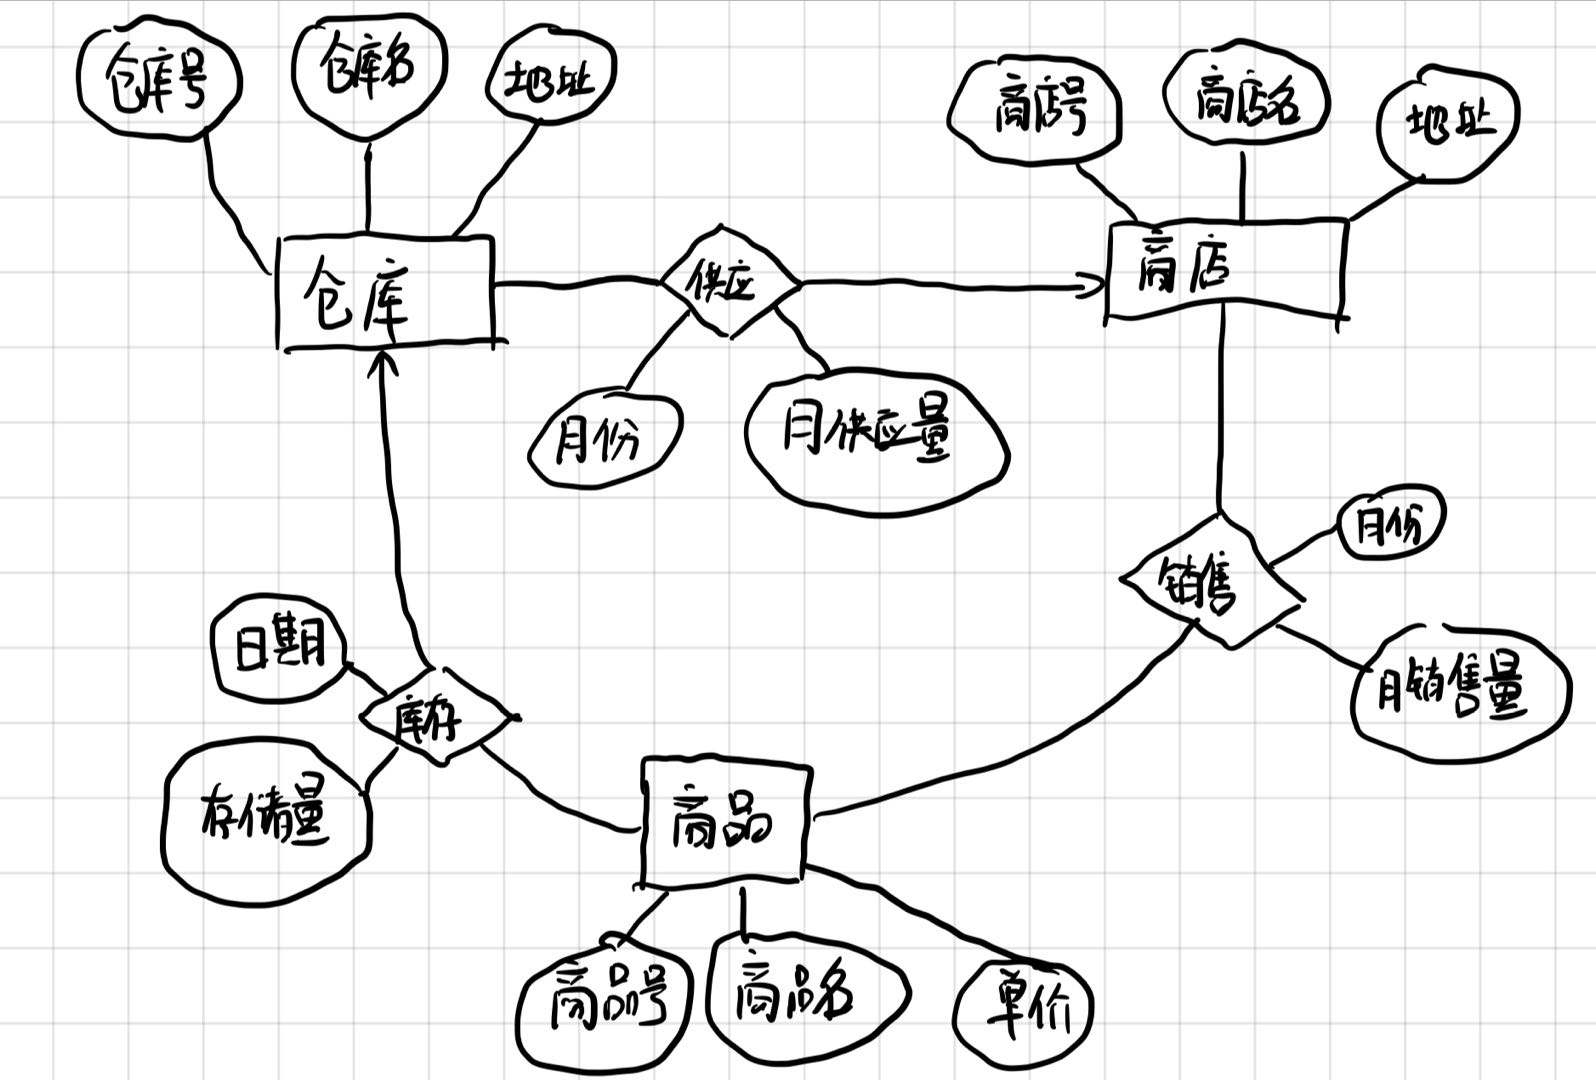 仓库号
仓库名
地址
商店号
商店名
地址
仓库
供应
商店
月份
月供应量
月份
销售
日期
月销售量
库存
存储量
商品
商品号
商品名
单价